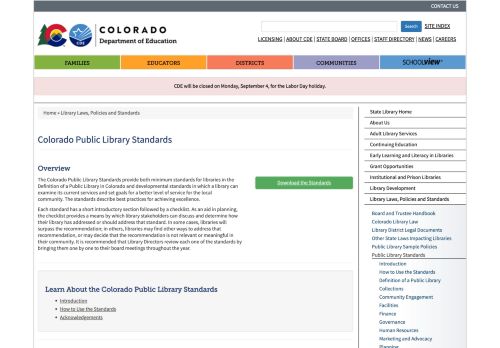 CONTACT US
COLORADO
Department of Education
CDE
Search
SITE INDEX
LICENSING | ABOUT CDE | STATE BOARD | OFFICES | STAFF DIRECTORY | NEWS | CAREERS
FAMILIES
EDUCATORS
DISTRICTS
COMMUNITIES
SCHOOLVIEW
CDE will be closed on Monday, September 4, for the Labor Day holiday.
Home » Library Laws, Policies and Standards
Colorado Public Library Standards
Overview
The Colorado Public Library Standards provide both minimum standards for libraries in the
Definition of a Public Library in Colorado and developmental standards in which a library can
examine its current services and set goals for a better level of service for the local
community. The standards describe best practices for achieving excellence.
Each standard has a short introductory section followed by a checklist. As an aid in planning,
the checklist provides a means by which library stakeholders can discuss and determine how
their library has addressed or should address that standard. In some cases, libraries will
surpass the recommendation; in others, libraries may find other ways to address that
recommendation, or may decide that the recommendation is not relevant or meaningful in
their community. It is recommended that Library Directors review each one of the standards by
bringing them one by one to their board meetings throughout the year.
Download the Standards
Learn About the Colorado Public Library Standards
Introduction
How to Use the Standards
Acknowledgements
State Library Home
About Us
Adult Library Services
Continuing Education
Early Learning and Literacy in Libraries
Grant Opportunities
Institutional and Prison Libraries
Library Development
Library Laws, Policies and Standards
Board and Trustee Handbook
Colorado Library Law
Library District Legal Documents
Other State Laws Impacting Libraries
Public Library Sample Policies
Public Library Standards
Introduction
How to Use the Standards
Definition of a Public Library
Collections
Community Engagement
Facilities
Finance
Governance
Human Resources
Marketing and Advocacy
Planning